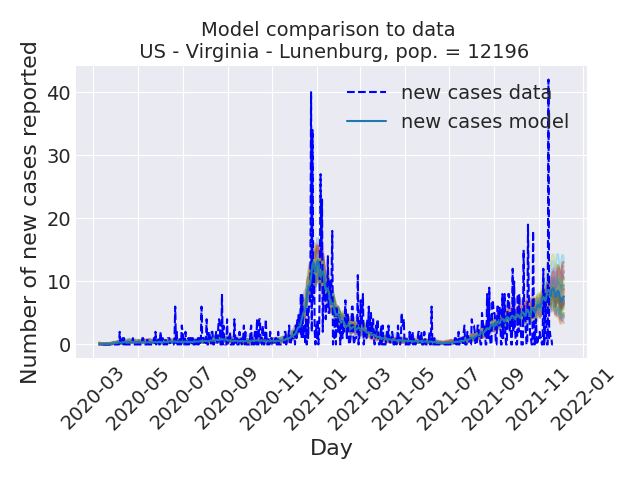 Model comparison to data
US - Virginia - Lunenburg, pop. = 12196
Number of new cases reported
40
30
20
10
0
new cases data
new cases model
2020-03
2020-05
2020-07
2020-09
2020-11
2021-01
2021-03
2021-05
2021-07
2021-09
2021-11
2022-01
Day